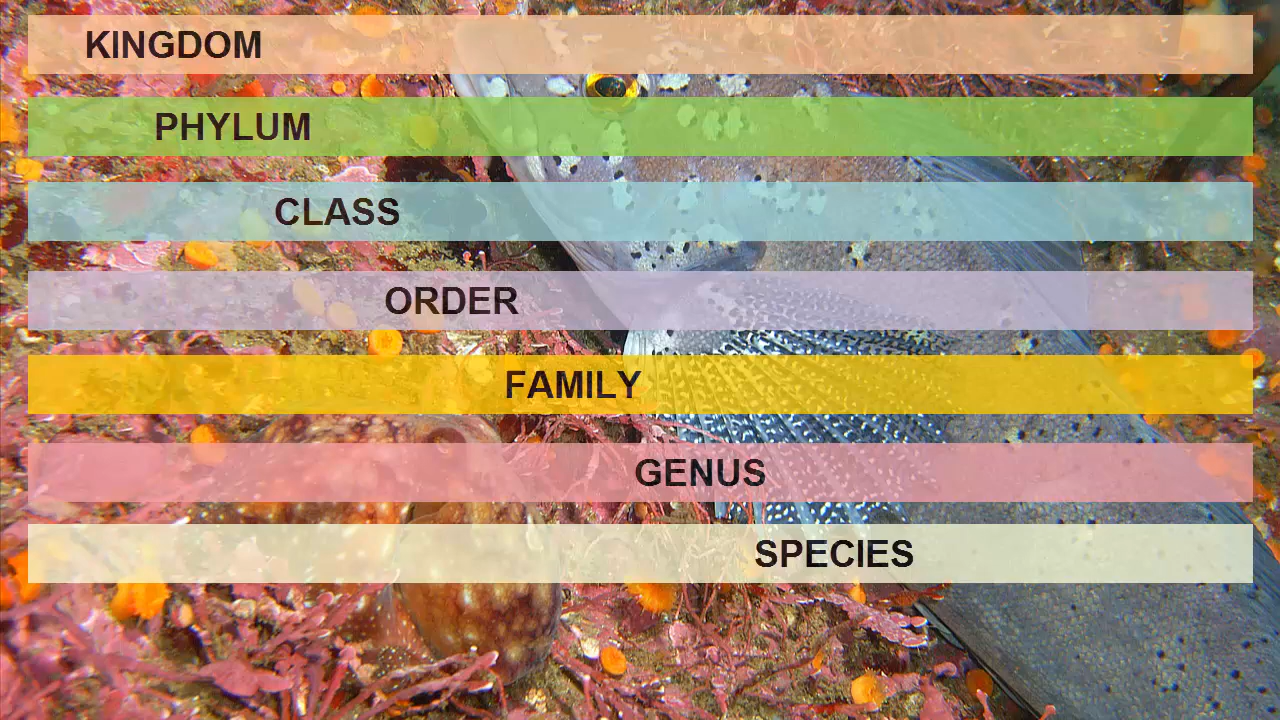 KINGDOM
PHYLUM
CLASS
ORDER
FAMILY
GENUS
SPECIES